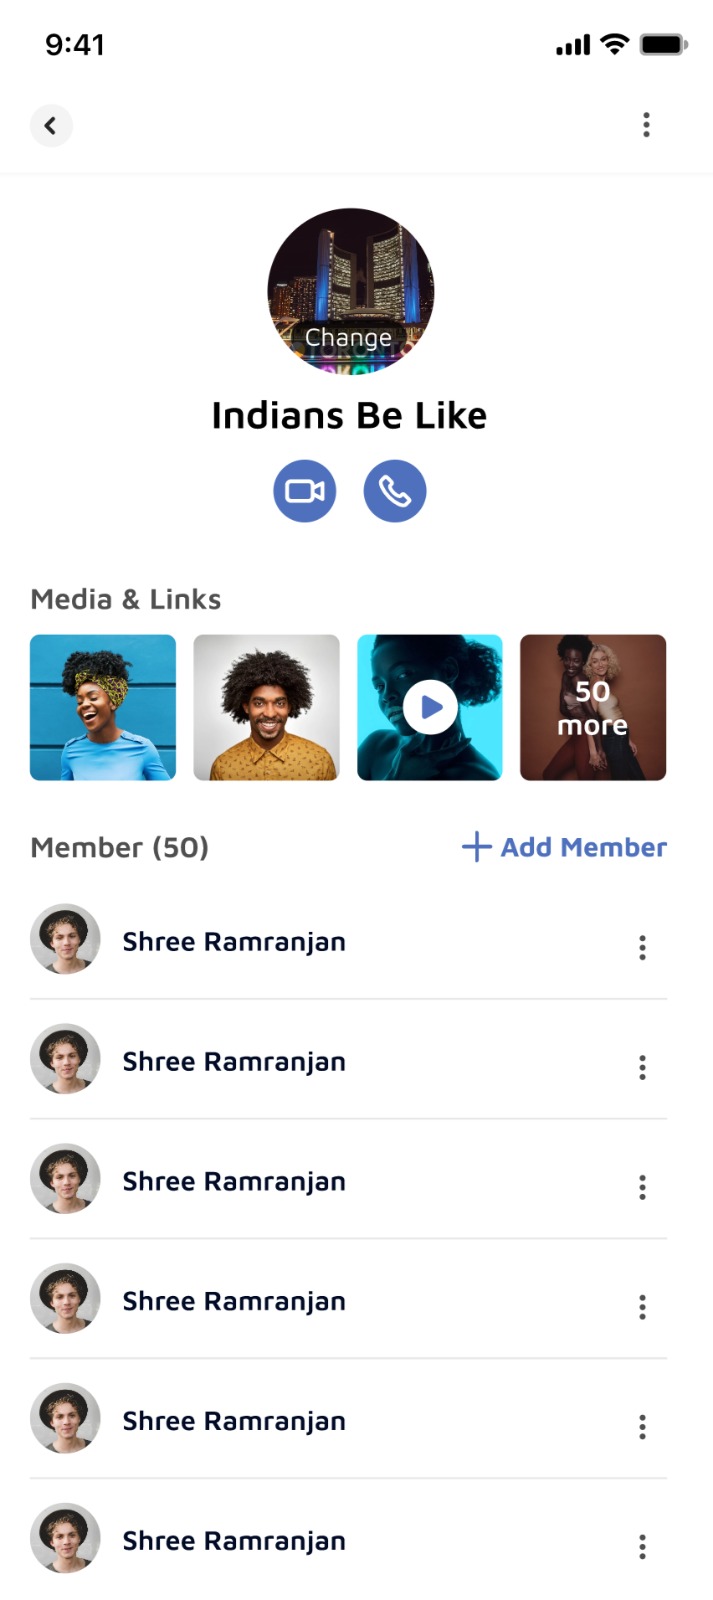 9:41
Change
TORONTO
Indians Be Like
Media & Links
50
more
Member (50)
Add Member
Shree Ramranjan
Shree Ramranjan
Shree Ramranjan
Shree Ramranjan
Shree Ramranjan
Shree Ramranjan